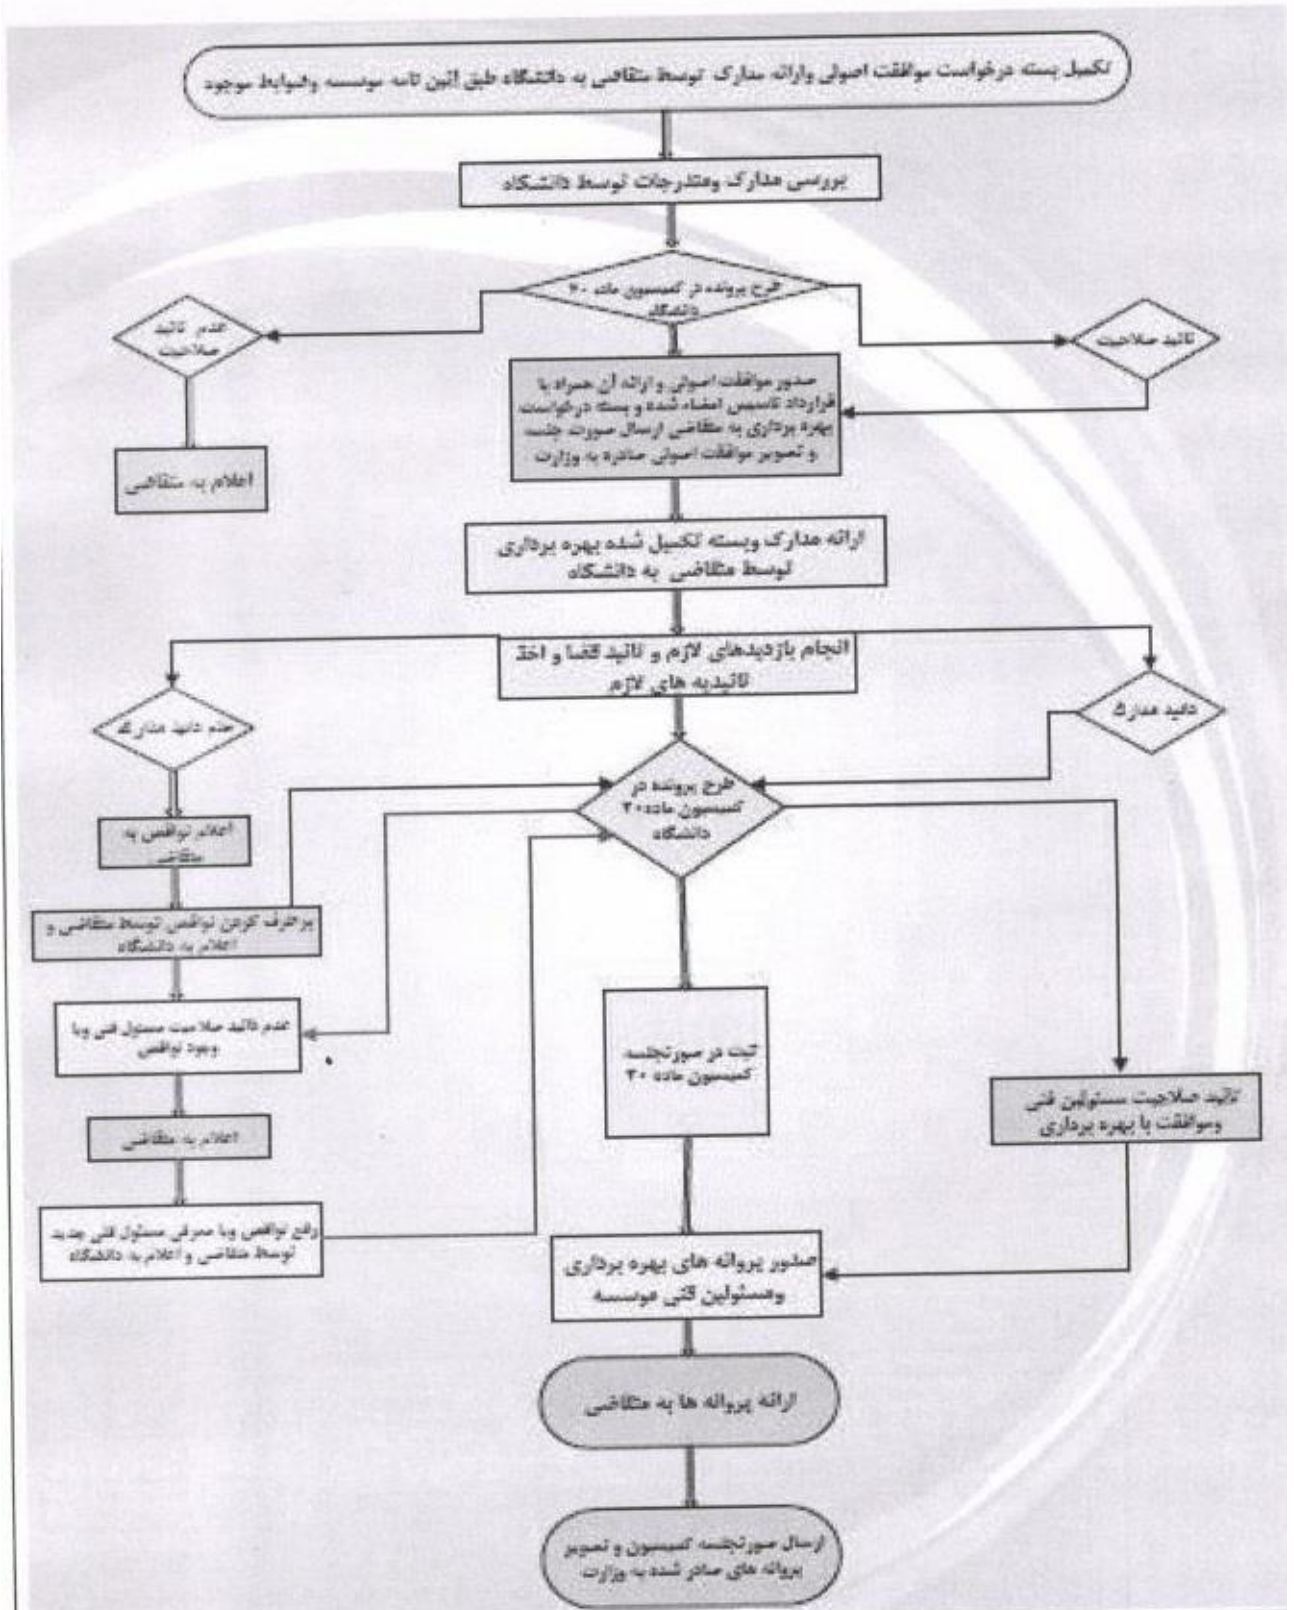 تکمیل بسته درخواست موافقت اصولی وارائه مدارک توسط متقاضی به دانشگاه طبق آئین نامه موسسه وضوابط موجود
بررسی مدارک ومندرجات توسط دانشگاه
طرح پرونده در کمیسیون ماده ۲۰
دانشگاه
عدم تائید
صلاحیت
تائید صلاحیت
صدور موافقت اصولی و ارائه آن همراه با
قرارداد تاسیس امضاء شده و بسته درخواست
بهره برداری به متقاضی ارسال صورت جلسه
و تصویر موافقت اصولی صادره به وزارت
اعلام به متقاضی
ارائه مدارک وبسته تکمیل شده بهره برداری
توسط متقاضی به دانشگاه
انجام بازدیدهای لازم و تائید فضا و اخذ
تائیدیه های لازم
عدم تائید مدارک
تائید مدارک
طرح پرونده در
کمیسیون ماده۲۰
دانشگاه
اعلام نواقص به
متقاضی
برطرف کردن نواقص توسط متقاضی و
اعلام به دانشگاه
عدم تائید صلاحیت مسئول فنی ویا
وجود نواقص
ثبت در صورتجلسه
کمیسیون ماده ۲۰
تائید صلاحیت مسئولین فنی
وموافقت با بهره برداری
اعلام به متقاضی
رفع نواقص ویا معرفی مسئول فنی جدید
توسط متقاضی و اعلام به دانشگاه
صدور پروانه های بهره برداری
ومسئولین فنی موسسه
ارائه پروانه ها به متقاضی
ارسال صورتجلسه کمیسیون و تصویر
پروانه های صادر شده به وزارت